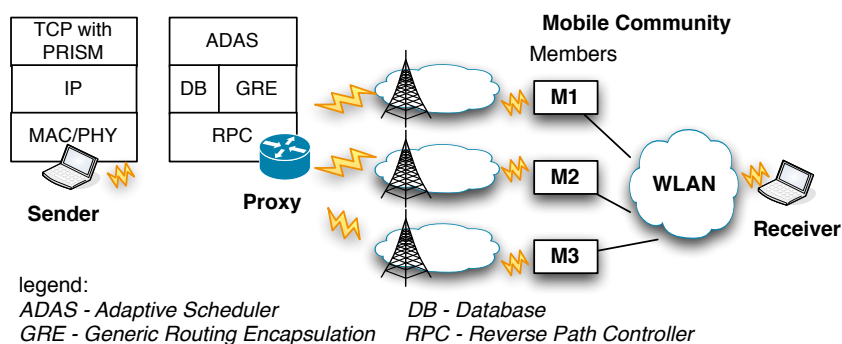 TCP with
PRISM
IP
MAC/PHY
Sender
ADAS
DB
GRE
RPC
Proxy
Mobile Community
Members
M1
M2
M3
WLAN
Receiver
legend:
ADAS - Adaptive Scheduler
DB - Database
GRE - Generic Routing Encapsulation
RPC - Reverse Path Controller